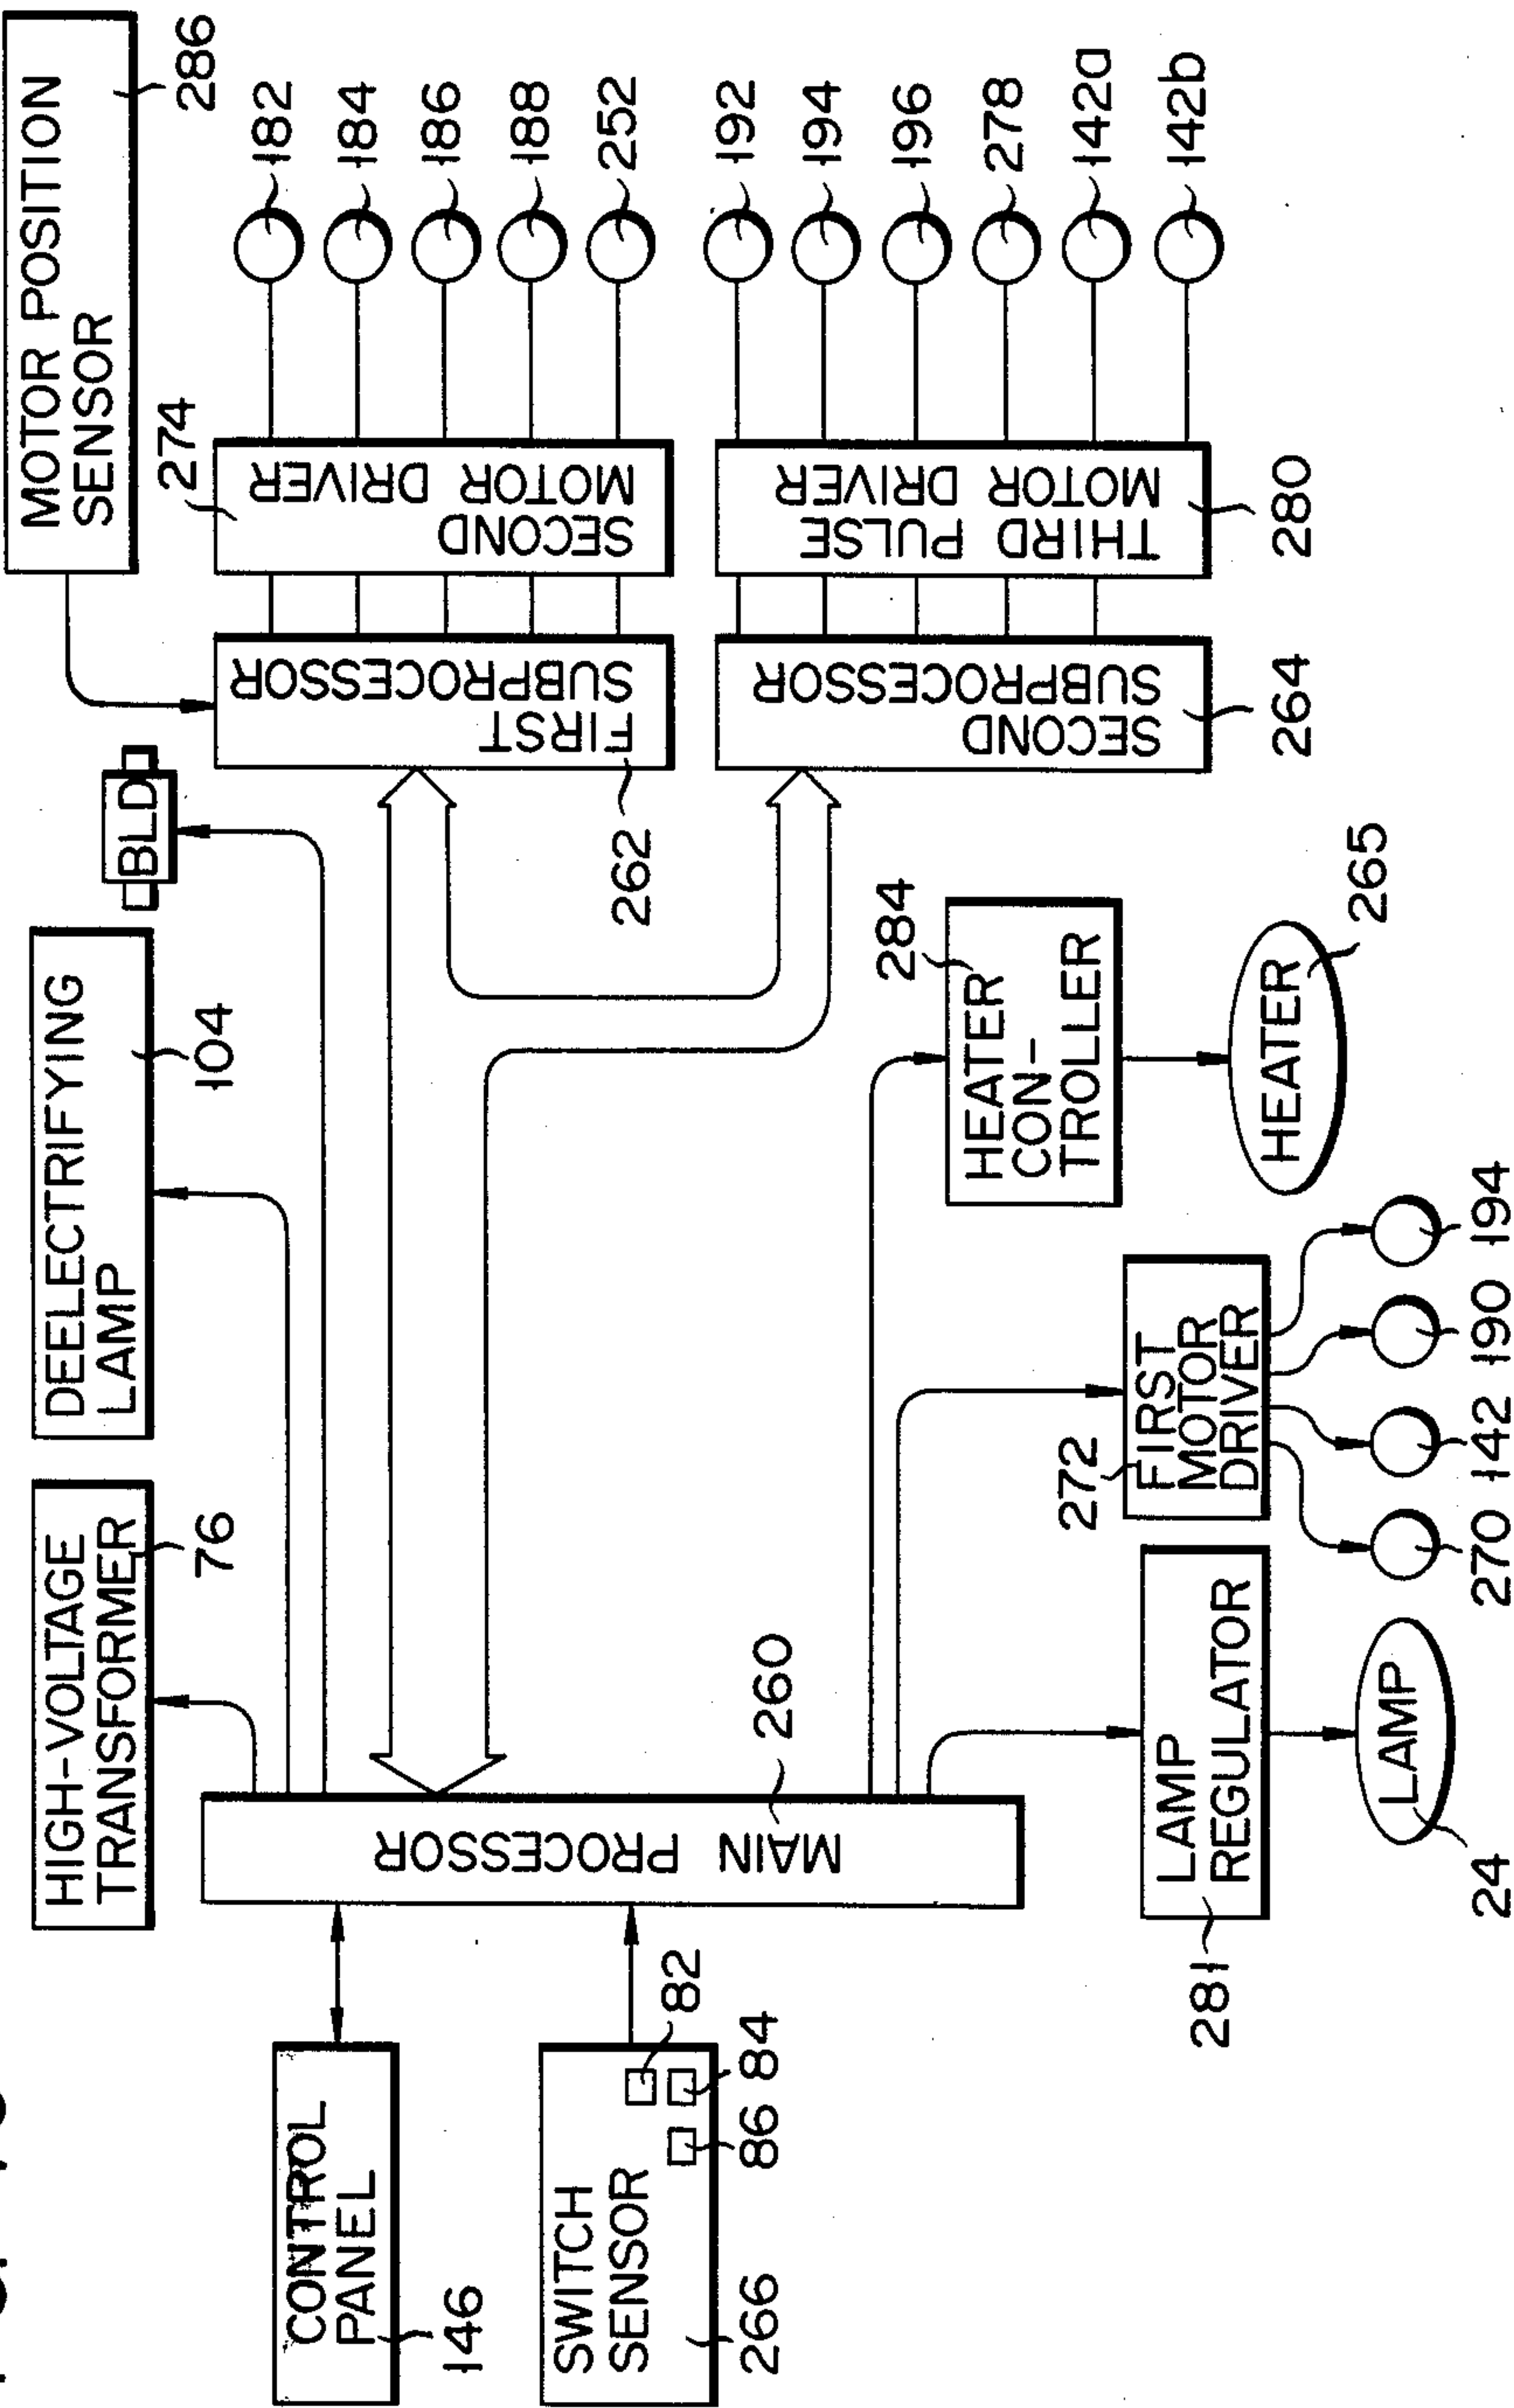 HIGH-VOLTAGE
TRANSFORMER
76
DEELECTRIFYING
LAMP
104
BLD
MOTOR POSITION
SENSOR
286
CONTROL
PANEL
146
SWITCH
SENSOR
266
82
84
86
MAIN PROCESSOR
260
FIRST
SUBPROCESSOR
262
SECOND
MOTOR DRIVER
274
182
184
186
188
252
SECOND
SUBPROCESSOR
264
THIRD PULSE
MOTOR DRIVER
280
192
194
196
278
142a
142b
LAMP
REGULATOR
281
LAMP
24
FIRST
MOTOR
DRIVER
272
270
142
190
194
HEATER
CON-
TROLLER
284
HEATER
265